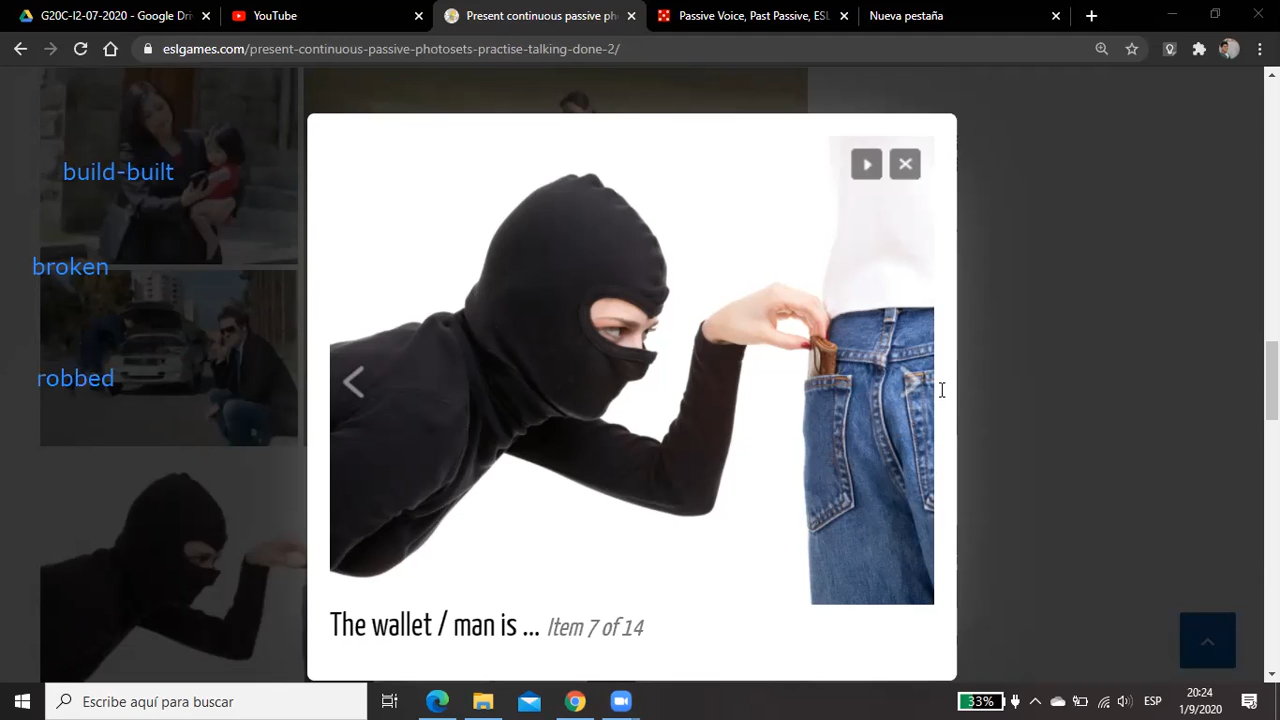 G20C-I2-07-2020 - Google Dri
YouTube
Present continuous passive ph
Passive Voice, Past Passive, ESL
Nueva pestaña
eslgames.com/present-continuous-passive-photosets-practise-talking-done-2/
build-built
broken
robbed
The wallet / man is ... Item 7 of 14
Escribe aquí para buscar
33%
ESP
20:24
1/9/2020